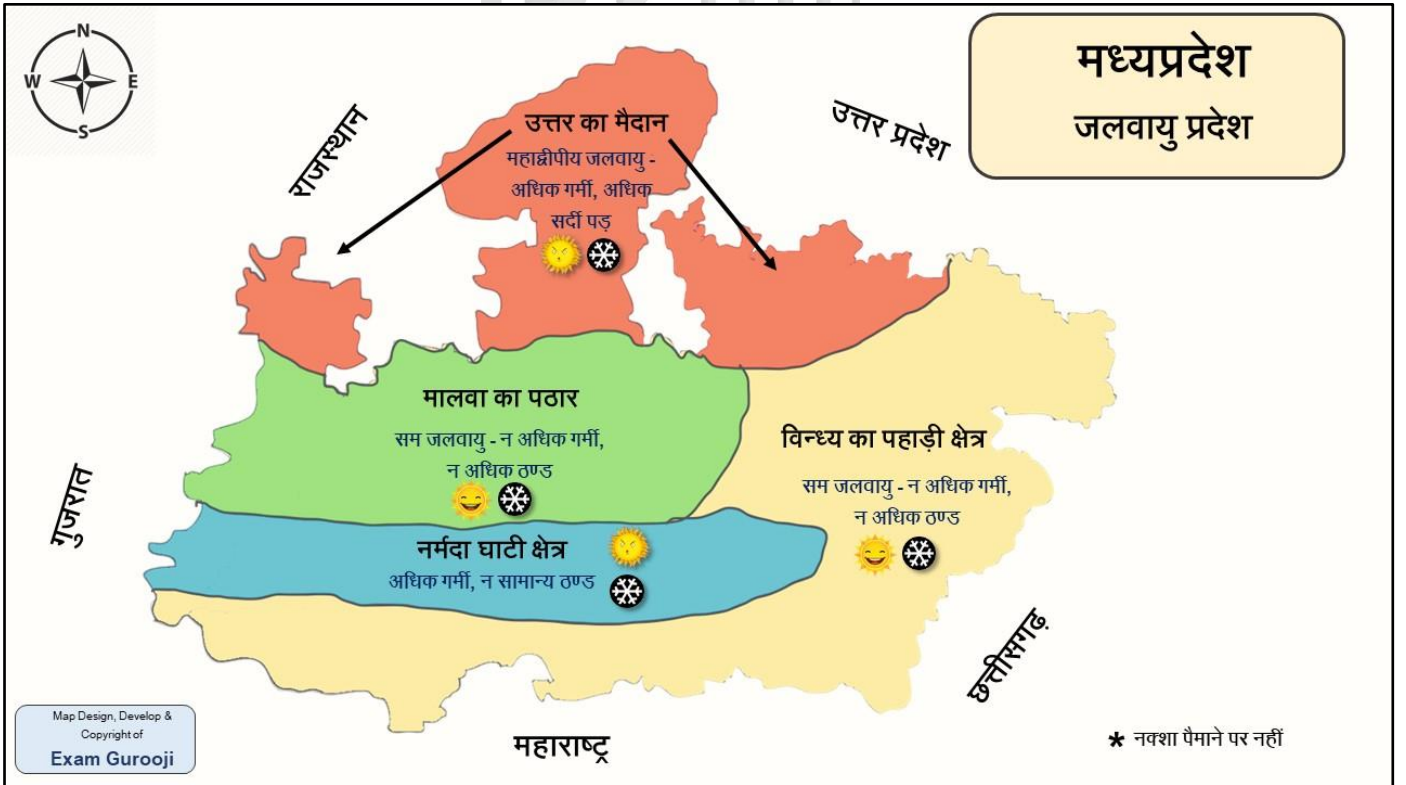 N
W
E
S
मध्यप्रदेश
जलवायु प्रदेश
राजस्थान
उत्तर प्रदेश
उत्तर का मैदान
महाद्वीपीय जलवायु -
अधिक गर्मी, अधिक
सर्दी पड़
मालवा का पठार
सम जलवायु - न अधिक गर्मी,
न अधिक ठण्ड
विन्ध्य का पहाड़ी क्षेत्र
सम जलवायु - न अधिक गर्मी,
न अधिक ठण्ड
गुजरात
नर्मदा घाटी क्षेत्र
अधिक गर्मी, न सामान्य ठण्ड
छत्तीसगढ़
महाराष्ट्र
* नक्शा पैमाने पर नहीं
Map Design, Develop &
Copyright of
Exam Gurooji